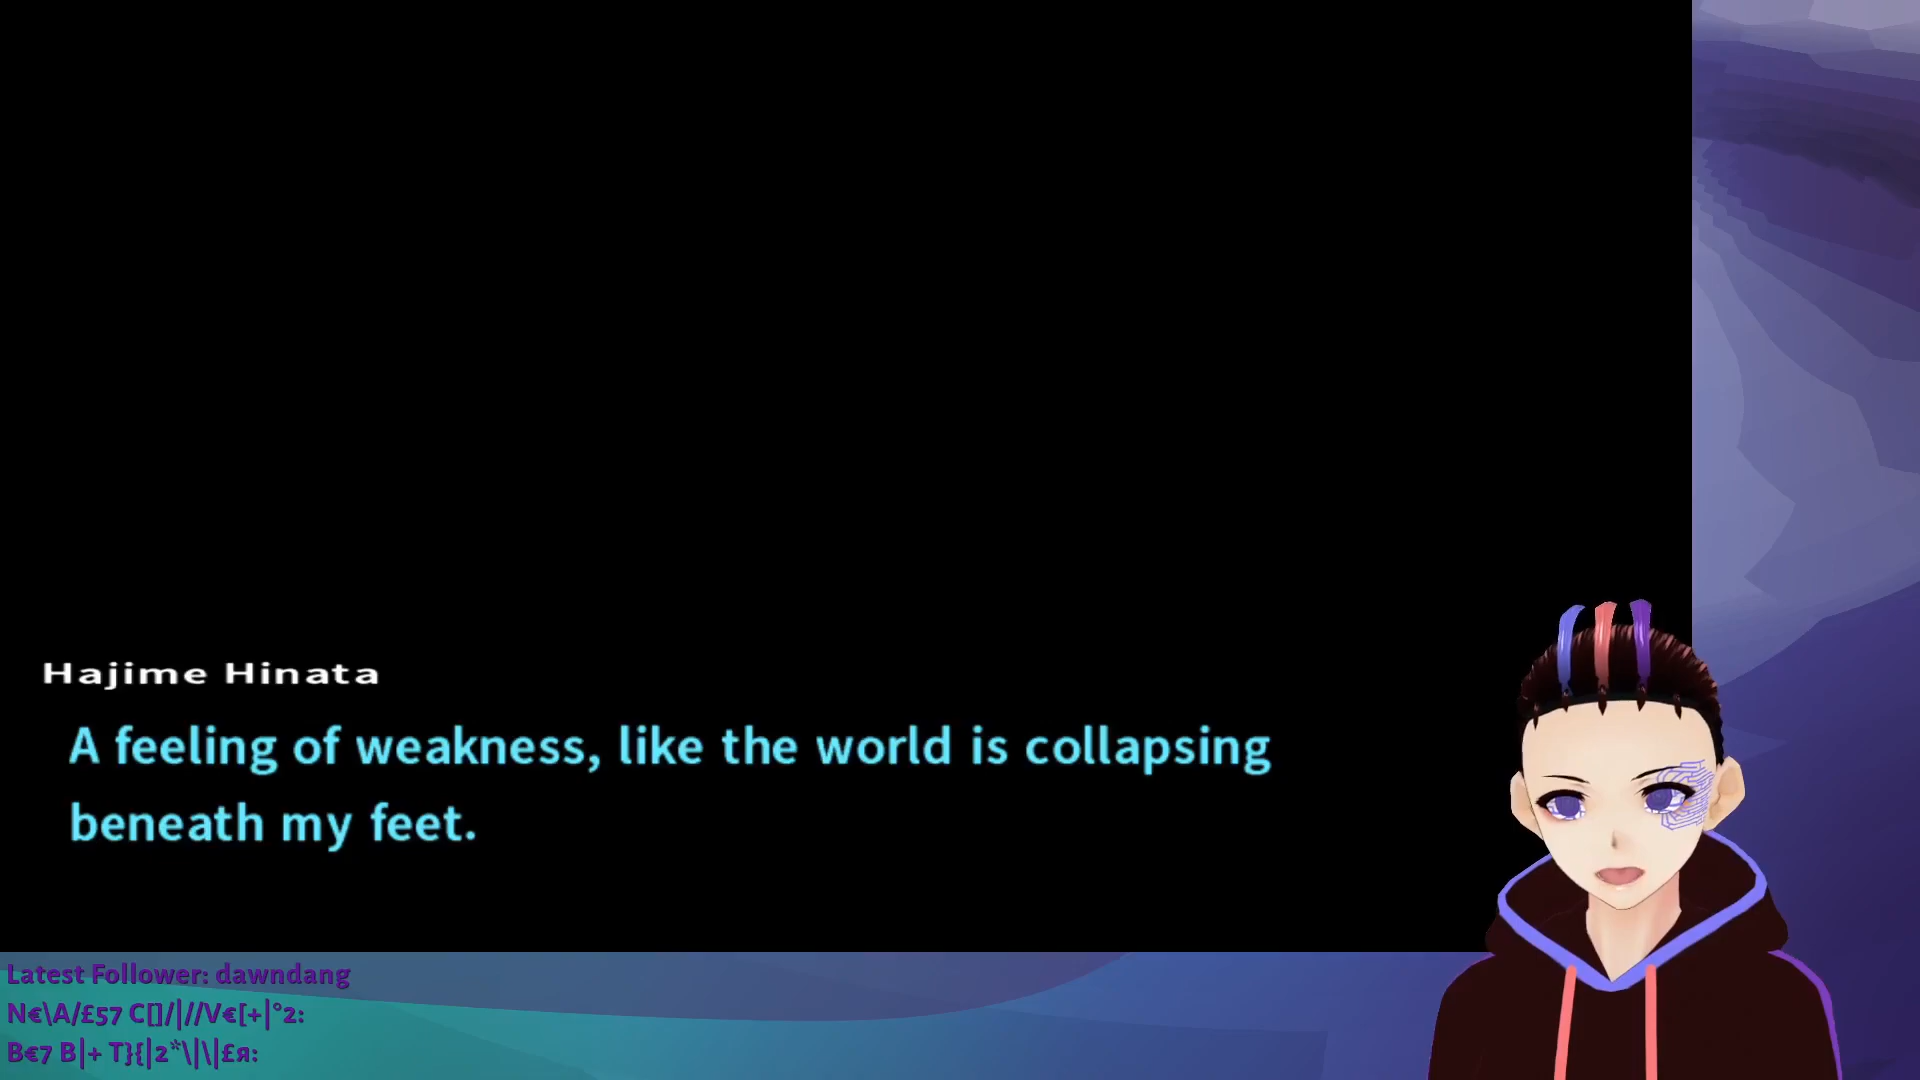 Hajime Hinata
A feeling of weakness, like the world is collapsing
beneath my feet.
Latest Follower: dawndang
N€\A/£57 C[]/|//V€[+|°2:
B€7 B|+ T}{|2*\|\|£я: